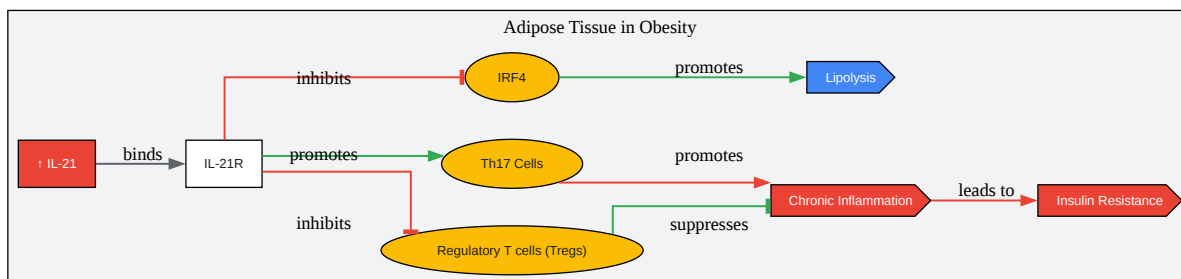 Adipose Tissue in Obesity
inhibits
IRF4
promotes
Lipolysis
↑ IL-21
binds
IL-21R
promotes
Th17 Cells
promotes
Chronic Inflammation
leads to
Insulin Resistance
inhibits
Regulatory T cells (Tregs)
suppresses